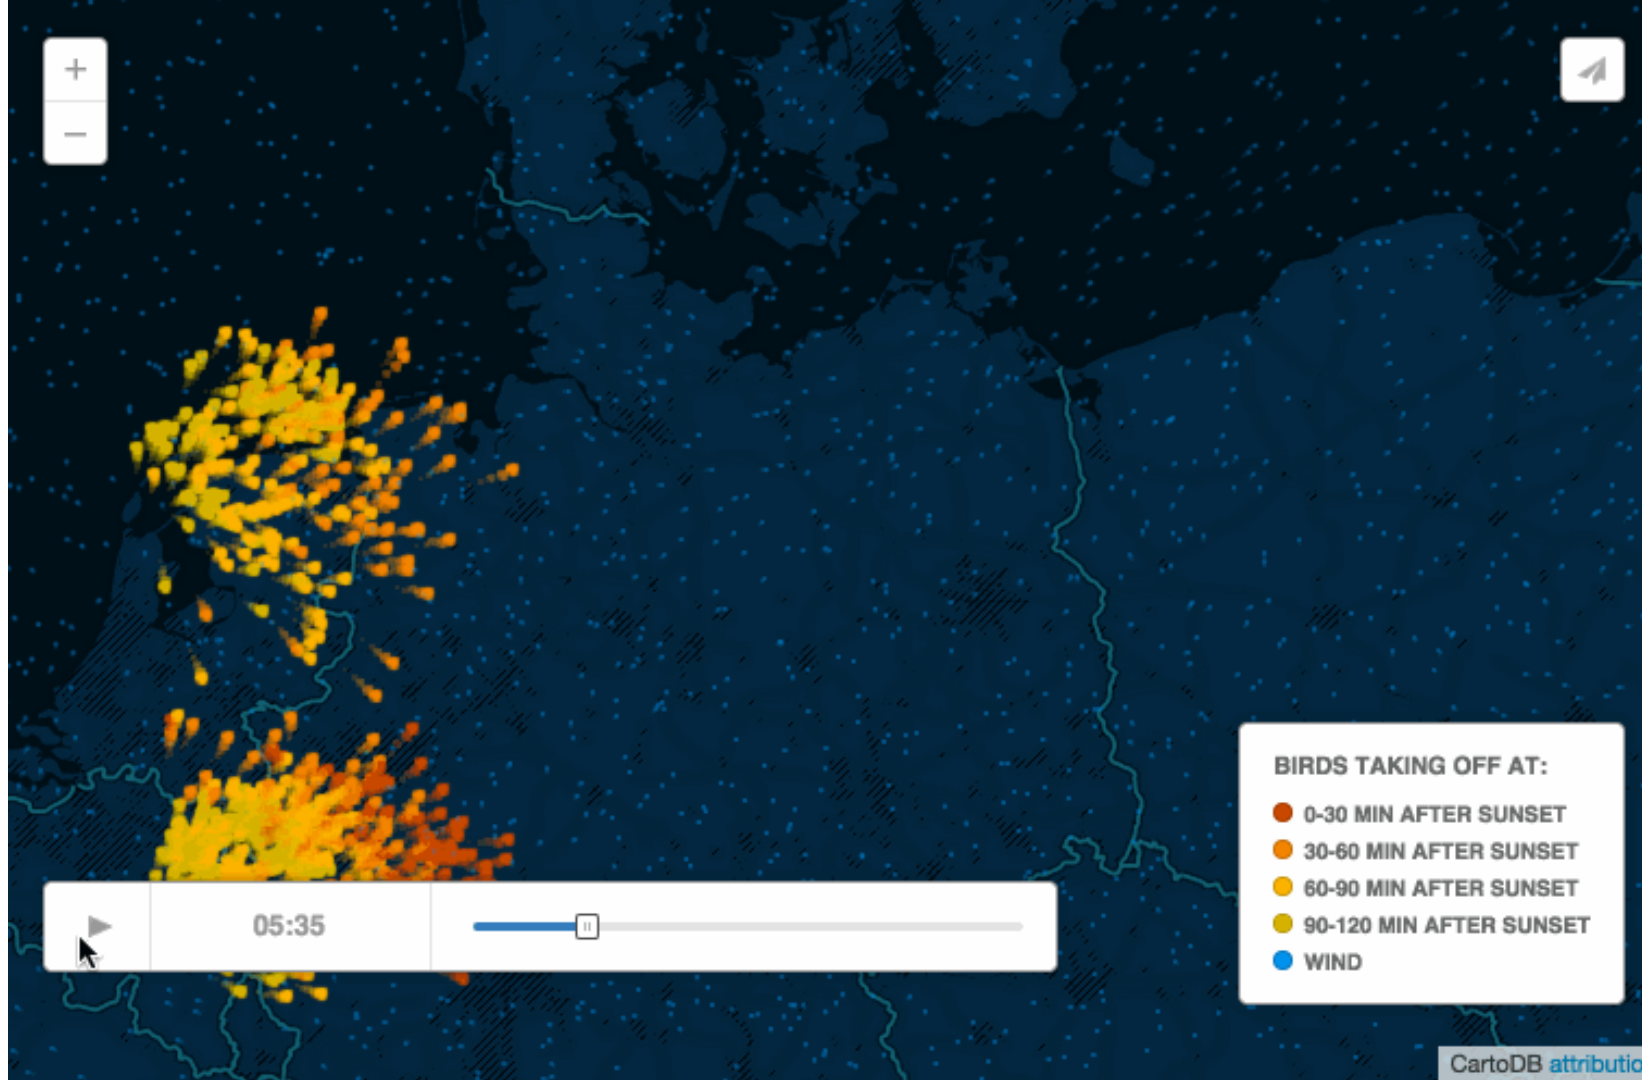 +
−
BIRDS TAKING OFF AT:
0-30 MIN AFTER SUNSET
30-60 MIN AFTER SUNSET
60-90 MIN AFTER SUNSET
90-120 MIN AFTER SUNSET
WIND
05:35
CartoDB attributio